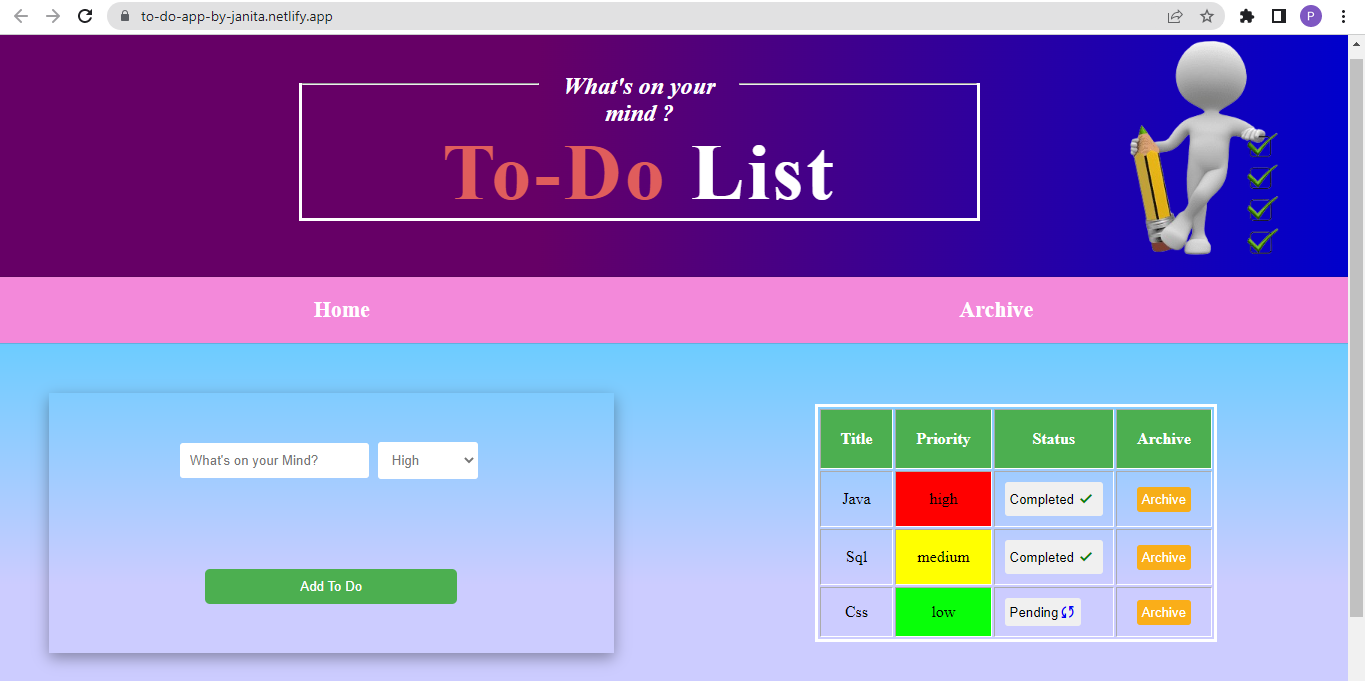 to-do-app-by-janita.netlify.app
P
What's on your
mind ?
To-Do List
Home Archive
What's on your Mind? High
Add To Do
Title Priority Status Archive
Java high Completed Archive
Sql medium Completed Archive
Css low Pending Archive